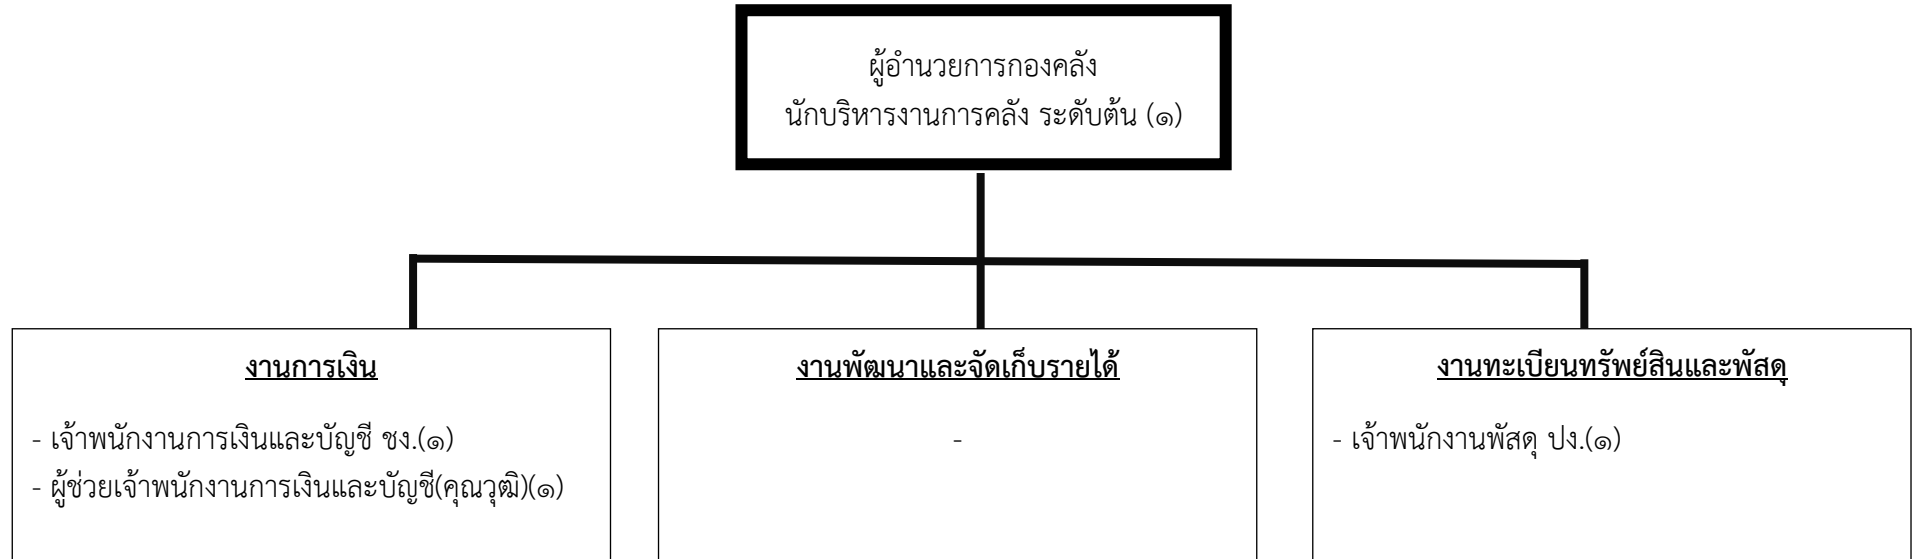 ผู้อำนวยการกองคลัง
นักบริหารงานการคลัง ระดับต้น (๑)
งานการเงิน
- เจ้าพนักงานการเงินและบัญชี ชง.(๑)
- ผู้ช่วยเจ้าพนักงานการเงินและบัญชี(คุณวุฒิ)(๑)
งานพัฒนาและจัดเก็บรายได้
-
งานทะเบียนทรัพย์สินและพัสดุ
- เจ้าพนักงานพัสดุ ปง.(๑)